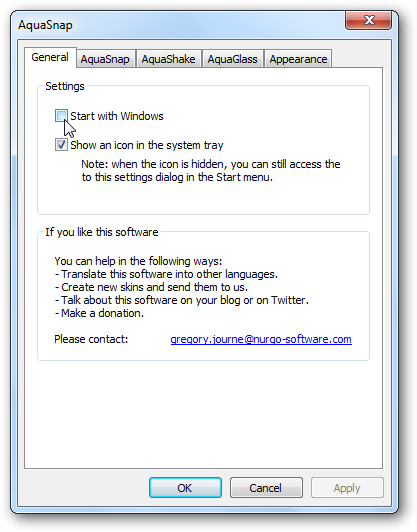 AquaSnap
General
AquaSnap
AquaShake
AquaGlass
Appearance
Settings
Start with Windows
Show an icon in the system tray
Note: when the icon is hidden, you can still access the
to this settings dialog in the Start menu.
If you like this software
You can help in the following ways:
- Translate this software into other languages.
- Create new skins and send them to us.
- Talk about this software on your blog or on Twitter.
- Make a donation.
Please contact: gregory.journe@nurgo-software.com
OK
Cancel
Apply